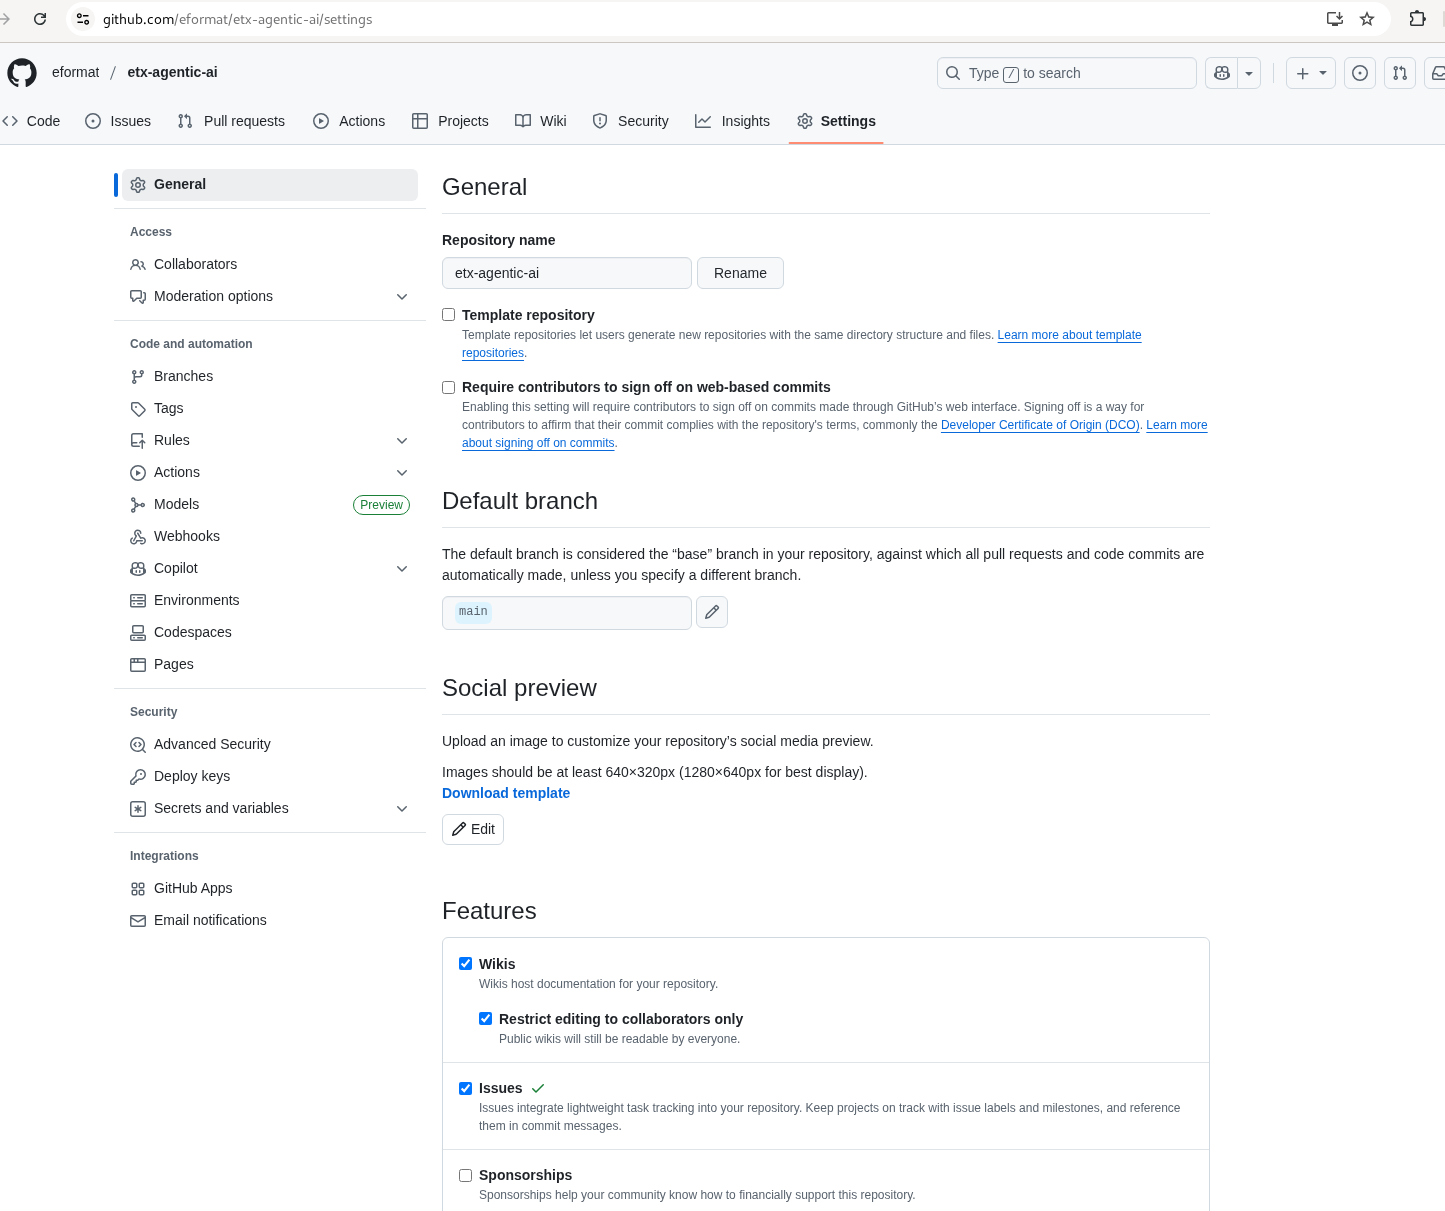 github.com/eformat/etx-agentic-ai/settings
eformat / etx-agentic-ai
Type / to search
Code
Issues
Pull requests
Actions
Projects
Wiki
Security
Insights
Settings
General
Access
Collaborators
Moderation options
Code and automation
Branches
Tags
Rules
Actions
Models
Preview
Webhooks
Copilot
Environments
Codespaces
Pages
Security
Advanced Security
Deploy keys
Secrets and variables
Integrations
GitHub Apps
Email notifications
General
Repository name
etx-agentic-ai
Rename
Template repository
Template repositories let users generate new repositories with the same directory structure and files. Learn more about template
repositories.
Require contributors to sign off on web-based commits
Enabling this setting will require contributors to sign off on commits made through GitHub's web interface. Signing off is a way for
contributors to affirm that their commit complies with the repository's terms, commonly the Developer Certificate of Origin (DCO). Learn more
about signing off on commits.
Default branch
The default branch is considered the “base” branch in your repository, against which all pull requests and code commits are
automatically made, unless you specify a different branch.
main
Social preview
Upload an image to customize your repository's social media preview.
Images should be at least 640×320px (1280×640px for best display).
Download template
Edit
Features
Wikis
Wikis host documentation for your repository.
Restrict editing to collaborators only
Public wikis will still be readable by everyone.
Issues
Issues integrate lightweight task tracking into your repository. Keep projects on track with issue labels and milestones, and reference
them in commit messages.
Sponsorships
Sponsorships help your community know how to financially support this repository.